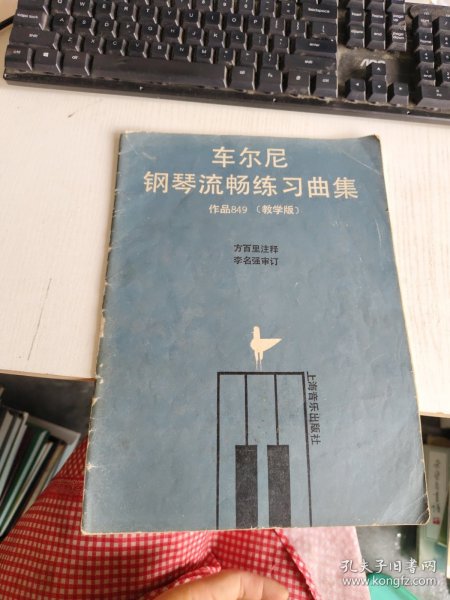 车尔尼
钢琴流畅练习曲集
作品849〔教学版〕
方百里注释
李名强审订
上海音乐出版社
孔夫子旧书网
www.kongfz.com